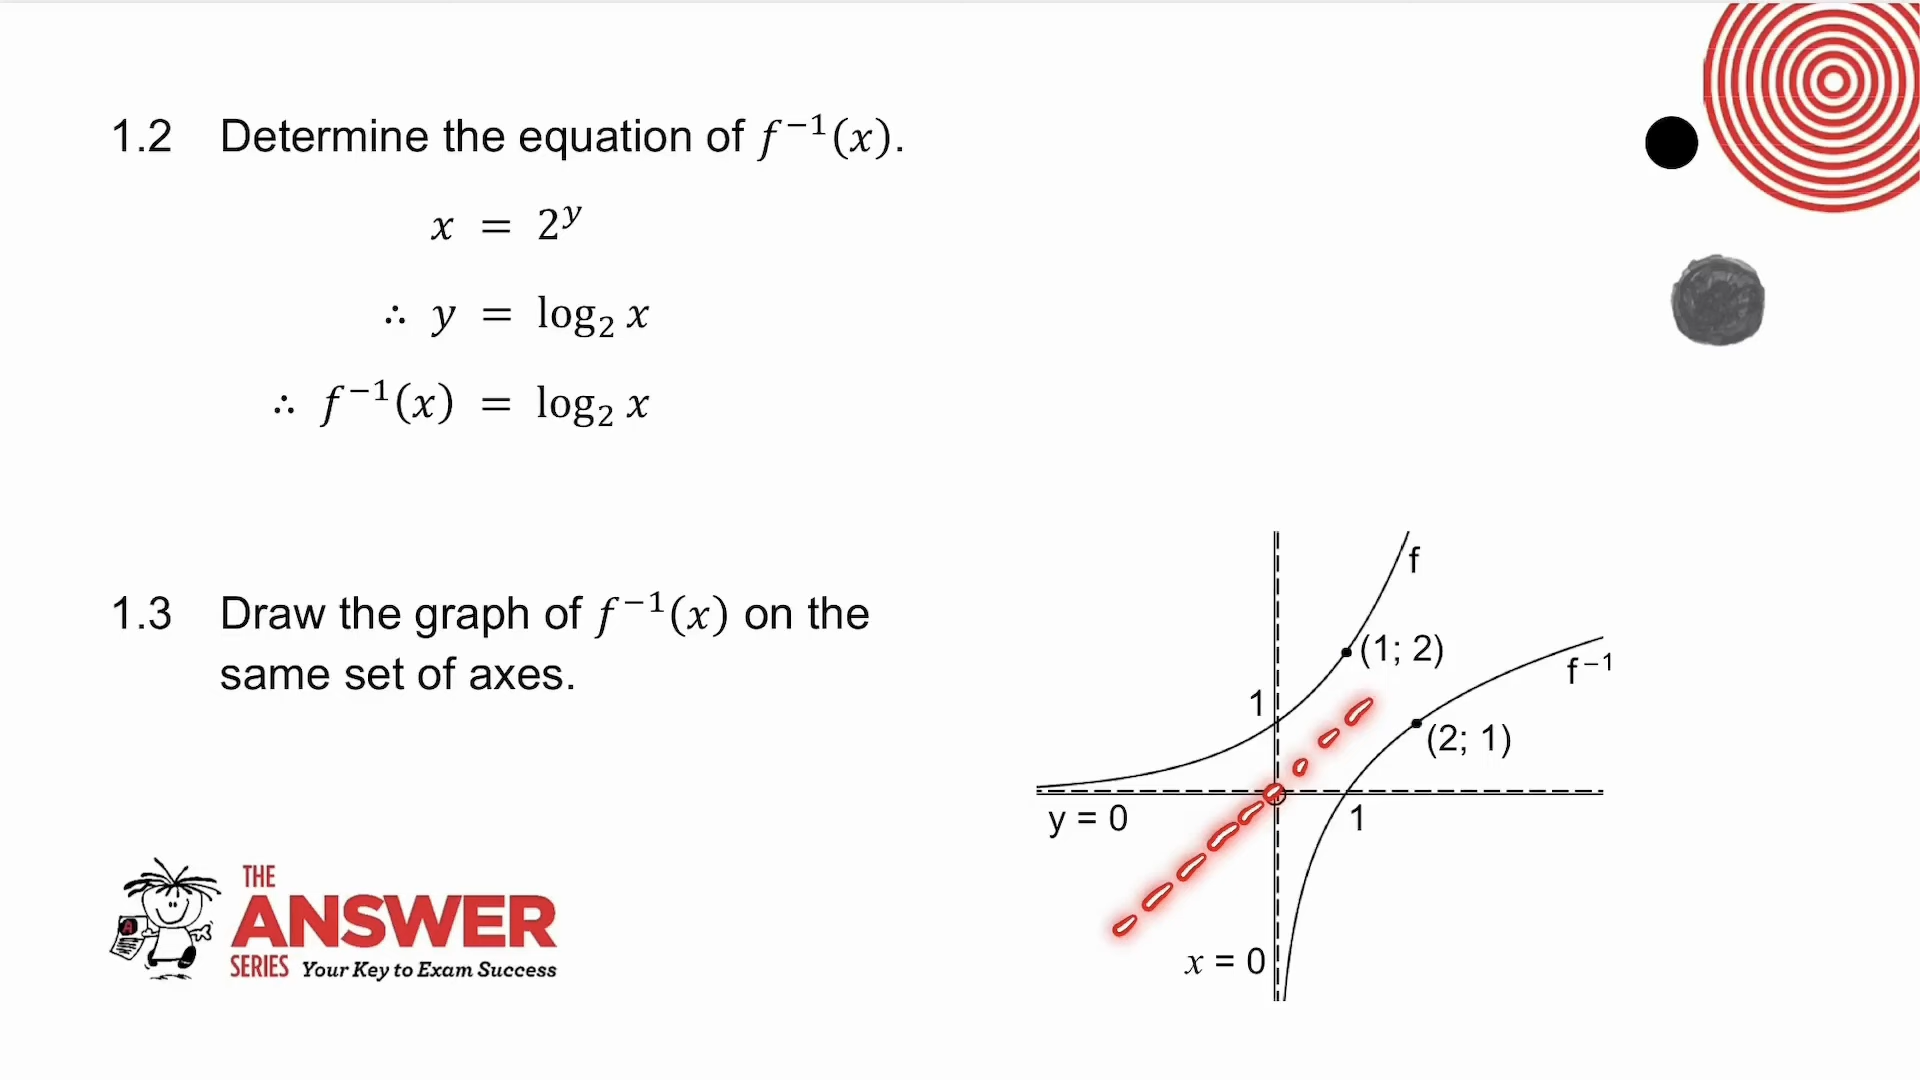 1.2 Determine the equation of f⁻¹(x).
x = 2ʸ
∴ y = log₂ x
∴ f⁻¹(x) = log₂ x
1.3 Draw the graph of f⁻¹(x) on the
same set of axes.
f
(1; 2)
f⁻¹
1
(2; 1)
y = 0
1
x = 0
A
THE
ANSWER
SERIES Your Key to Exam Success